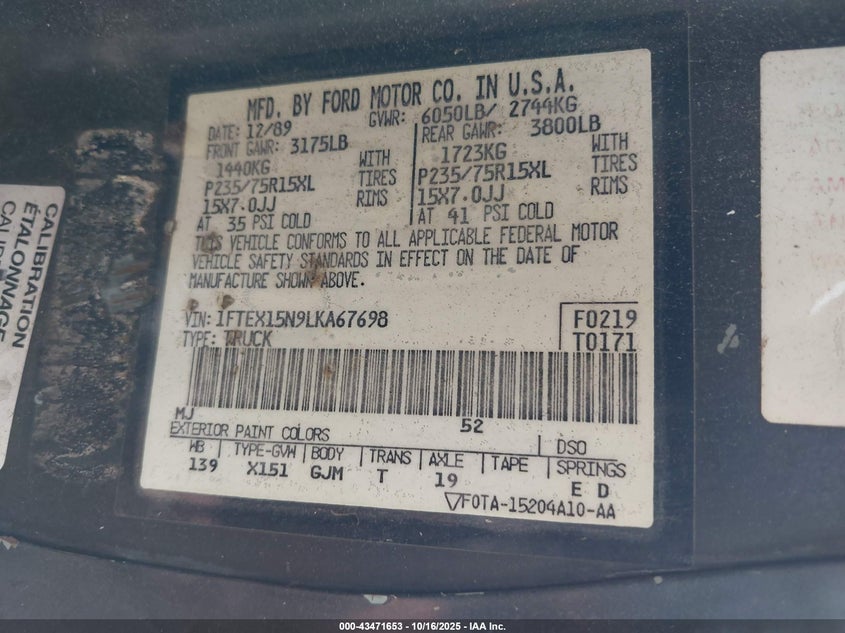 MFD. BY FORD MOTOR CO. IN U.S.A.
DATE: 12/89 GVWR: 6050LB/ 2744KG
FRONT GAWR: 3175LB REAR GAWR: 3800LB
1440KG WITH 1723KG WITH
P235/75R15XL TIRES P235/75R15XL TIRES
15X7.0JJ RIMS 15X7.0JJ RIMS
AT 35 PSI COLD AT 41 PSI COLD
THIS VEHICLE CONFORMS TO ALL APPLICABLE FEDERAL MOTOR
VEHICLE SAFETY STANDARDS IN EFFECT ON THE DATE OF
MANUFACTURE SHOWN ABOVE.
VIN: 1FTEX15N9LKA67698 F0219
TYPE: TRUCK T0171
MJ 52
EXTERIOR PAINT COLORS DSO
WB TYPE-GVW BODY TRANS AXLE TAPE SPRINGS
139 X151 GJM T 19 E D
F0TA-15204A10-AA
CALIBRATION
ÉTALONNAGE
000-43471653 | 10/16/2025 | IAA Inc.